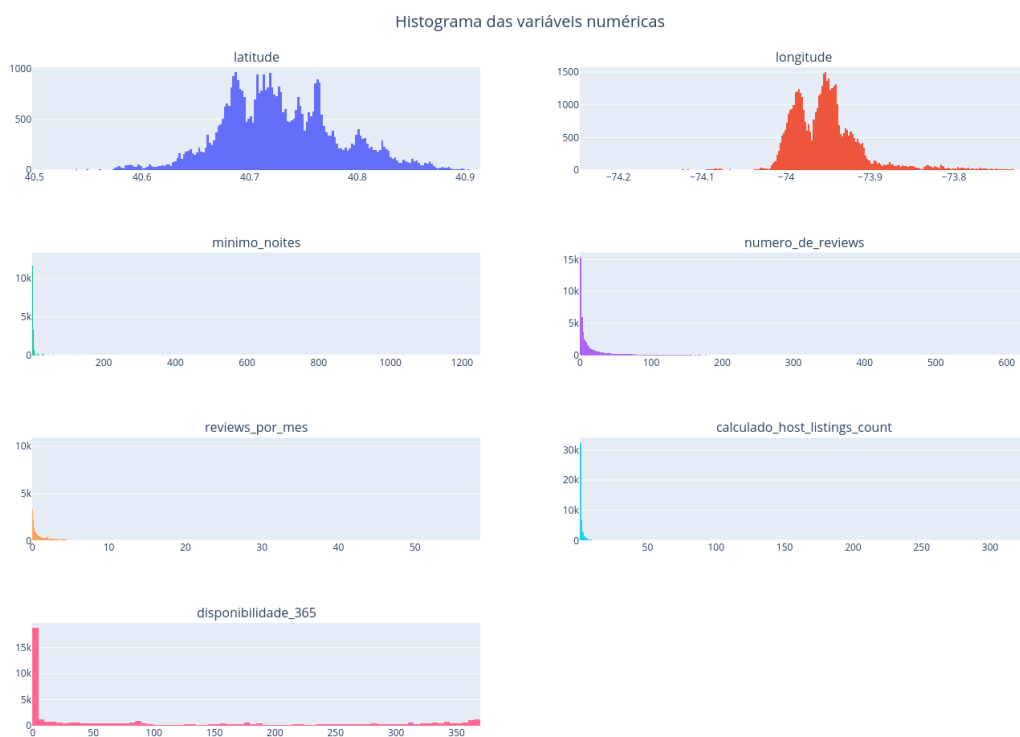 Histograma das variáveis numéricas
latitude
longitude
1000
500
0
40.5 40.6 40.7 40.8 40.9
1500
1000
500
0
−74.2 −74.1 −74 −73.9 −73.8
minimo_noites
numero_de_reviews
10k
5k
0
200 400 600 800 1000 1200
15k
10k
5k
0
0 100 200 300 400 500 600
reviews_por_mes
calculado_host_listings_count
10k
5k
0
0 10 20 30 40 50
30k
20k
10k
0
50 100 150 200 250 300
disponibilidade_365
15k
10k
5k
0
0 50 100 150 200 250 300 350